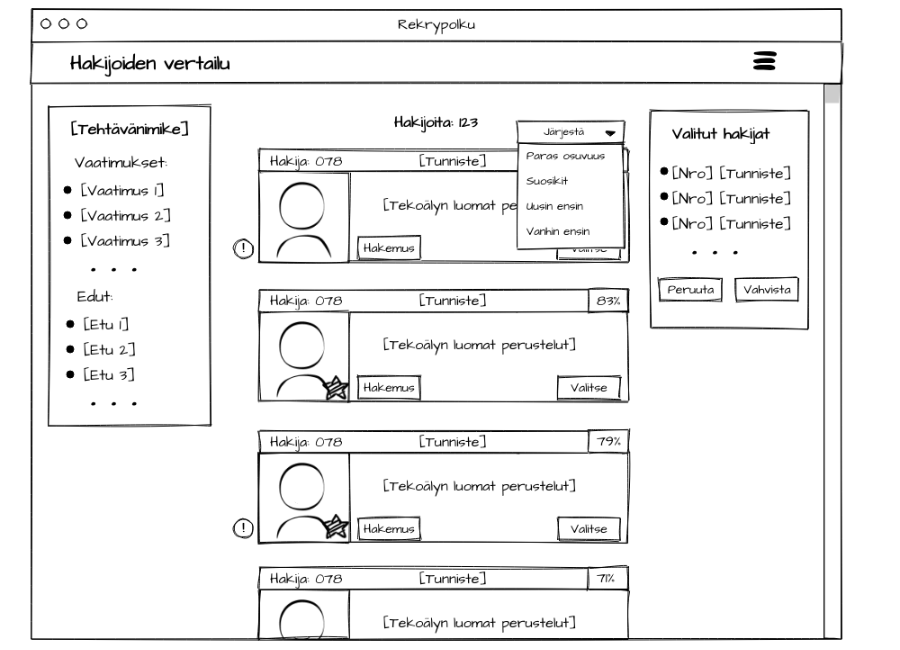 Rekrypolku
Hakijoiden vertailu
[Tehtävänimike]
Vaatimukset:
[Vaatimus 1]
[Vaatimus 2]
[Vaatimus 3]
. . .
Edut:
[Etu 1]
[Etu 2]
[Etu 3]
. . .
Hakijoita: 123
Järjestä
Paras osuvuus
Suosikit
Uusin ensin
Vanhin ensin
Hakija: 078 [Tunniste]
[Tekoälyn luomat pe
!
Hakemus Valitse
Hakija: 078 [Tunniste] 83%
[Tekoälyn luomat perustelut]
Hakemus Valitse
Hakija: 078 [Tunniste] 79%
[Tekoälyn luomat perustelut]
!
Hakemus Valitse
Hakija: 078 [Tunniste] 71%
[Tekoälyn luomat perustelut]
Valitut hakijat
[Nro] [Tunniste]
[Nro] [Tunniste]
[Nro] [Tunniste]
. . .
Peruuta Vahvista